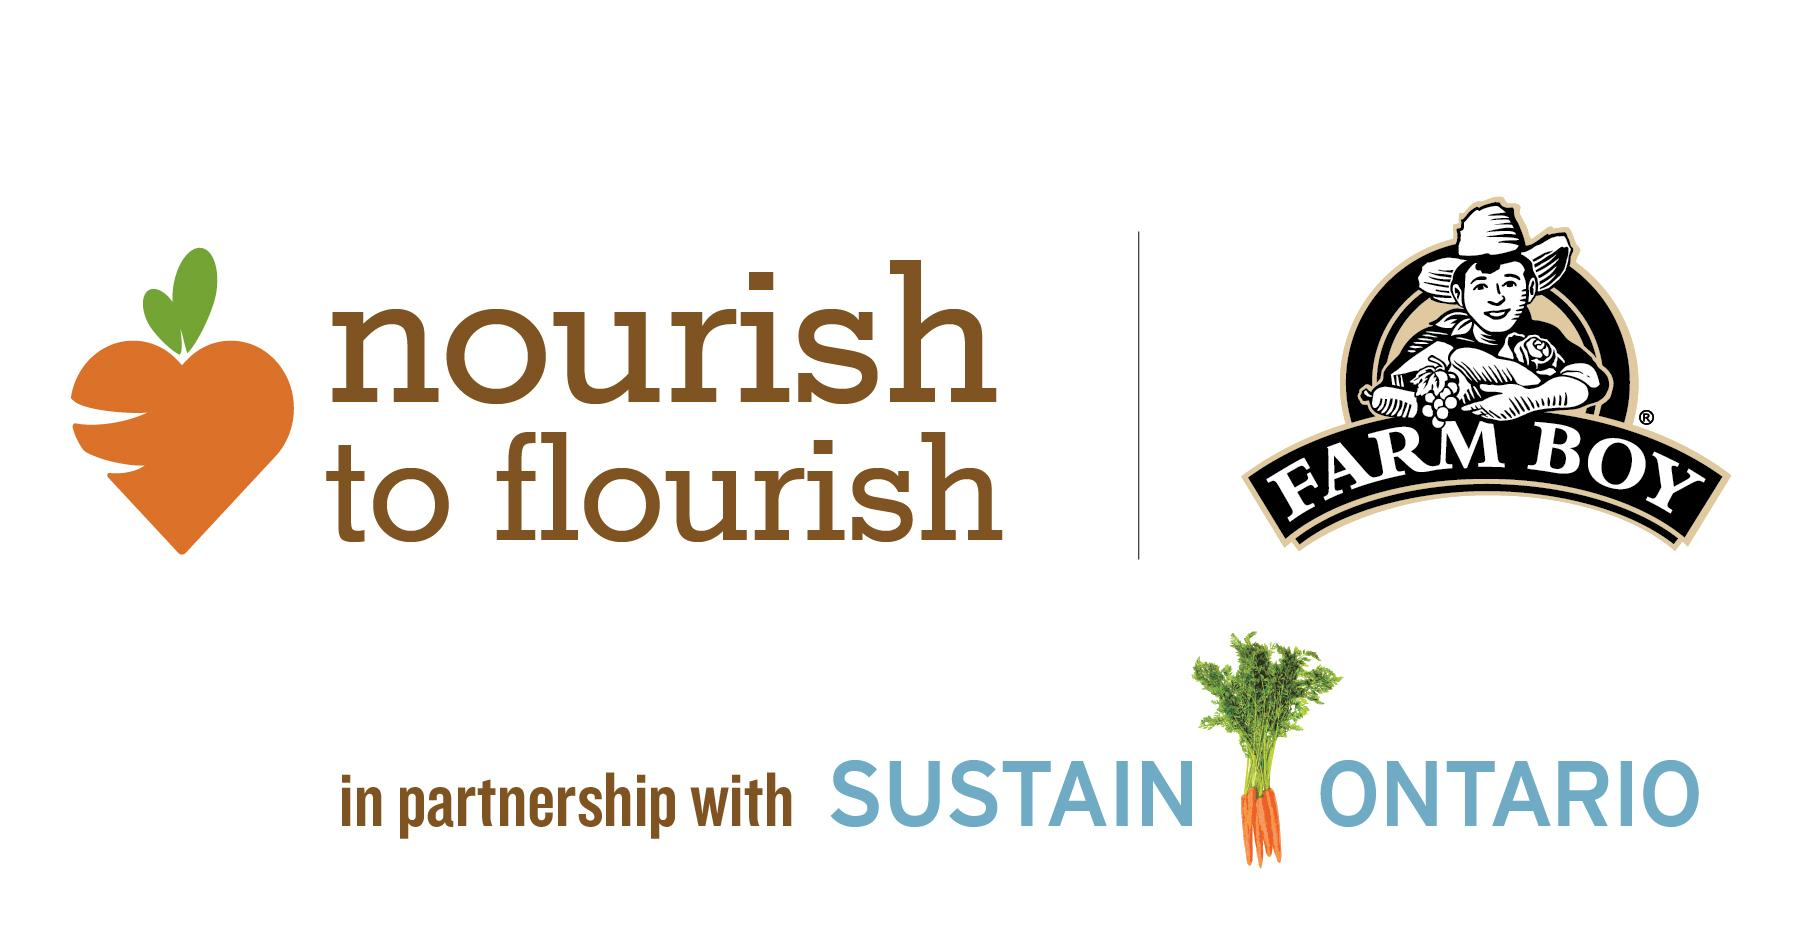 nourish
to flourish
FARM BOY
®
in partnership with SUSTAIN ONTARIO